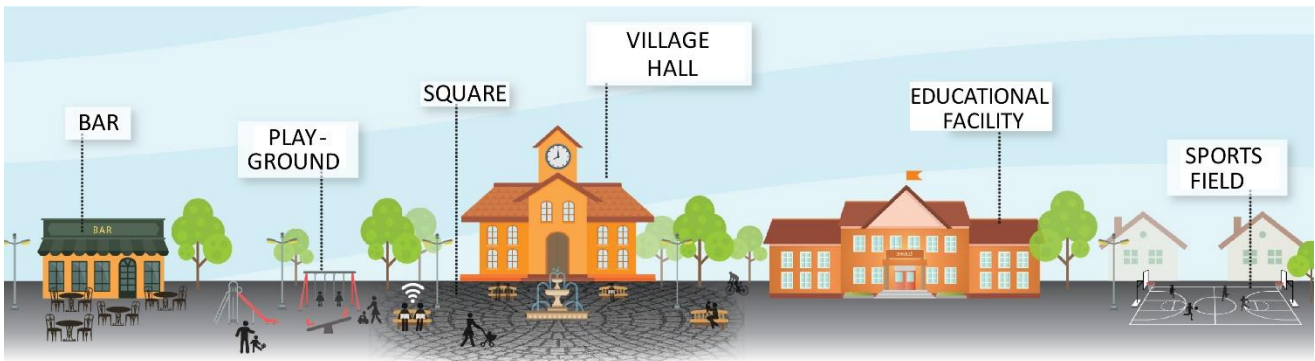 VILLAGE
HALL
SQUARE
EDUCATIONAL
FACILITY
BAR
PLAY-
GROUND
SPORTS
FIELD
BAR